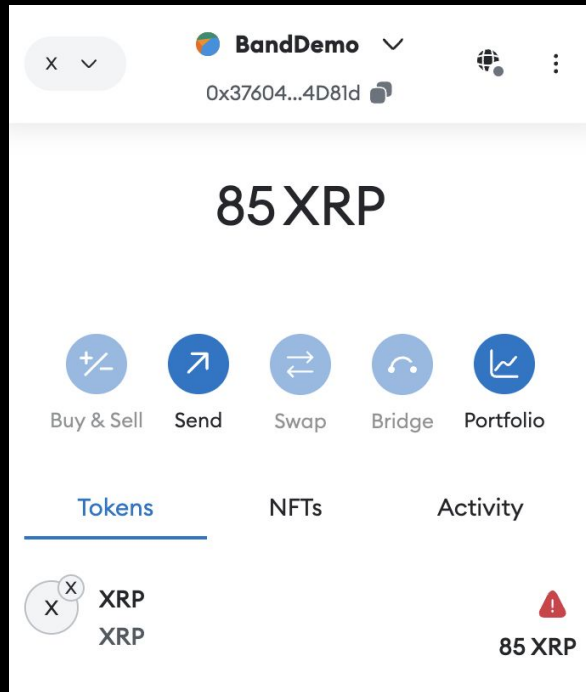 X
BandDemo
0x37604...4D81d
85 XRP
Buy & Sell
Send
Swap
Bridge
Portfolio
Tokens
NFTs
Activity
X
X
XRP
XRP
85 XRP